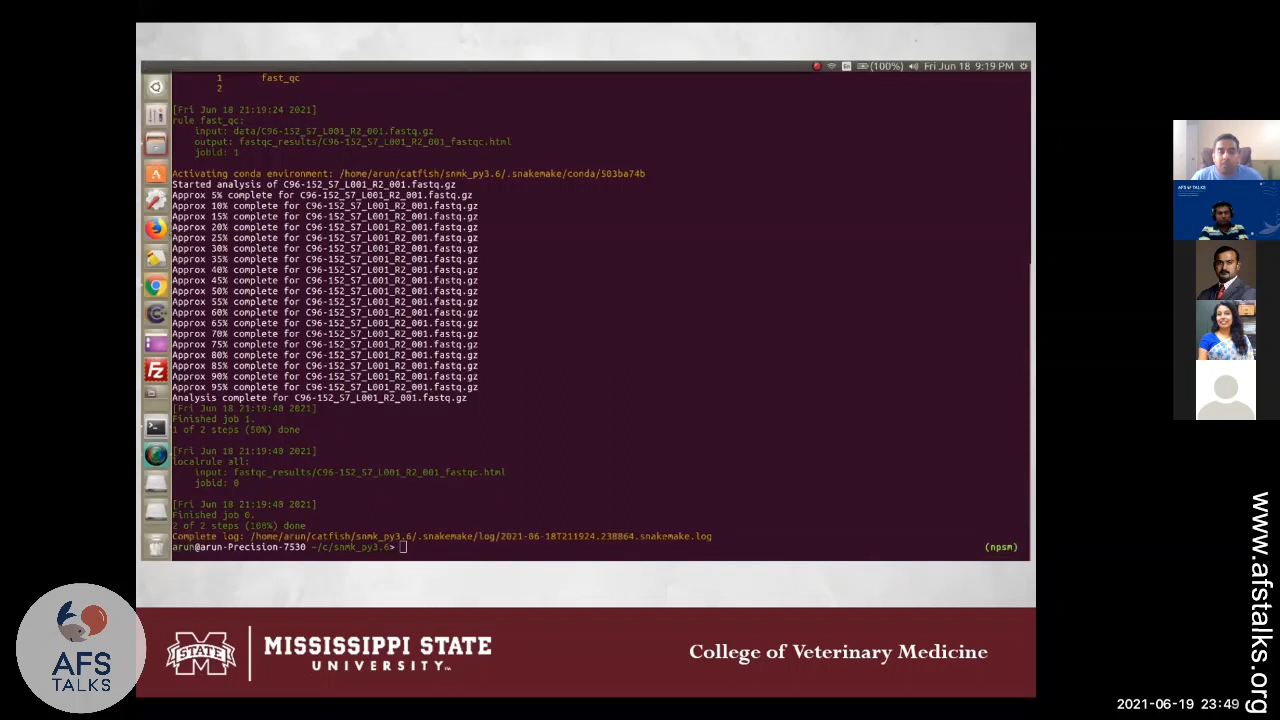 (100%) Fri Jun 18 9:19 PM
1 fast_qc
2
[Fri Jun 18 21:19:24 2021]
rule fast_qc:
input: data/C96-152_S7_L001_R2_001.fastq.gz
output: fastqc_results/C96-152_S7_L001_R2_001_fastqc.html
jobid: 1
Activating conda environment: /home/arun/catfish/snmk_py3.6/.snakemake/conda/503ba74b
Started analysis of C96-152_S7_L001_R2_001.fastq.gz
Approx 5% complete for C96-152_S7_L001_R2_001.fastq.gz
Approx 10% complete for C96-152_S7_L001_R2_001.fastq.gz
Approx 15% complete for C96-152_S7_L001_R2_001.fastq.gz
Approx 20% complete for C96-152_S7_L001_R2_001.fastq.gz
Approx 25% complete for C96-152_S7_L001_R2_001.fastq.gz
Approx 30% complete for C96-152_S7_L001_R2_001.fastq.gz
Approx 35% complete for C96-152_S7_L001_R2_001.fastq.gz
Approx 40% complete for C96-152_S7_L001_R2_001.fastq.gz
Approx 45% complete for C96-152_S7_L001_R2_001.fastq.gz
Approx 50% complete for C96-152_S7_L001_R2_001.fastq.gz
Approx 55% complete for C96-152_S7_L001_R2_001.fastq.gz
Approx 60% complete for C96-152_S7_L001_R2_001.fastq.gz
Approx 65% complete for C96-152_S7_L001_R2_001.fastq.gz
Approx 70% complete for C96-152_S7_L001_R2_001.fastq.gz
Approx 75% complete for C96-152_S7_L001_R2_001.fastq.gz
Approx 80% complete for C96-152_S7_L001_R2_001.fastq.gz
Approx 85% complete for C96-152_S7_L001_R2_001.fastq.gz
Approx 90% complete for C96-152_S7_L001_R2_001.fastq.gz
Approx 95% complete for C96-152_S7_L001_R2_001.fastq.gz
Analysis complete for C96-152_S7_L001_R2_001.fastq.gz
[Fri Jun 18 21:19:40 2021]
Finished job 1.
1 of 2 steps (50%) done
[Fri Jun 18 21:19:40 2021]
localrule all:
input: fastqc_results/C96-152_S7_L001_R2_001_fastqc.html
jobid: 0
[Fri Jun 18 21:19:40 2021]
Finished job 0.
2 of 2 steps (100%) done
Complete log: /home/arun/catfish/snmk_py3.6/.snakemake/log/2021-06-18T211924.238864.snakemake.log
arun@arun-Precision-7530 ~/c/snmk_py3.6> (npsm)
STATE
MISSISSIPPI STATE
UNIVERSITY™
College of Veterinary Medicine
AFS
TALKS
AFS TALKS
www.afstalks.org
2021-06-19 23:49